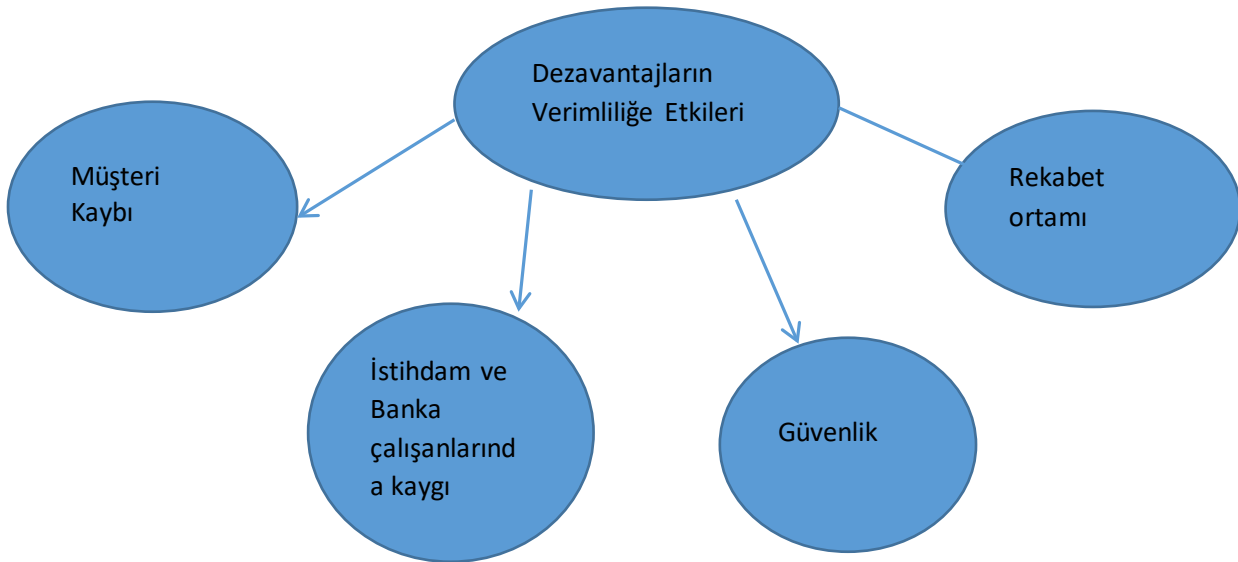 Dezavantajların
Verimliliğe Etkileri
Müşteri
Kaybı
Rekabet
ortamı
İstihdam ve
Banka
çalışanlarınd
a kaygı
Güvenlik